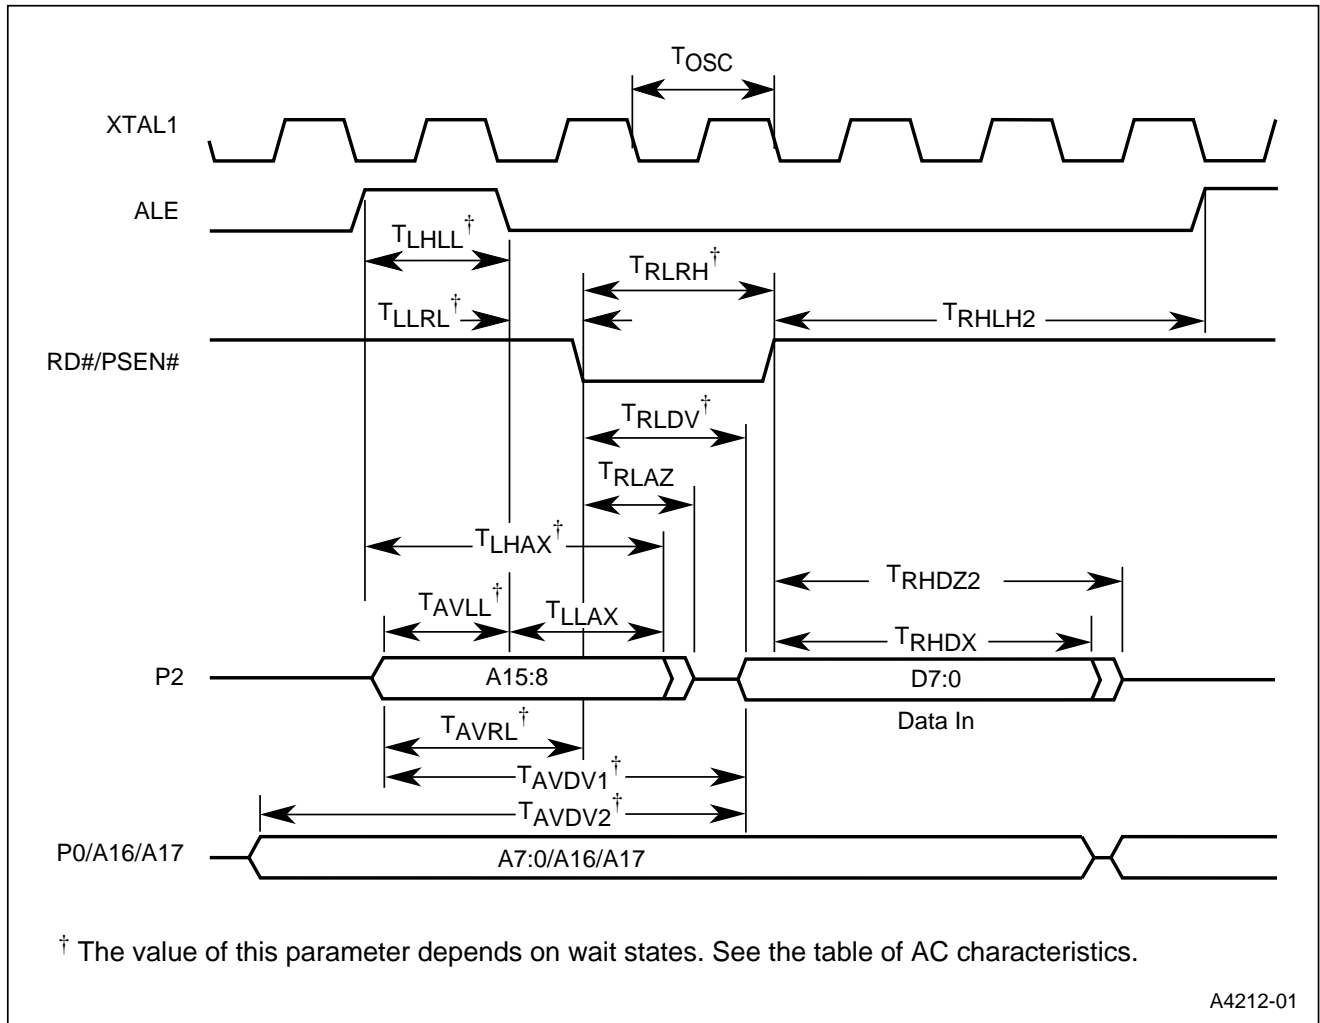 TOSC
XTAL1
ALE
TLHLL†
TRLRH†
TLLRL†
TRHLH2
RD#/PSEN#
TRLDV†
TRLAZ
TLHAX†
TRHDZ2
TAVLL†
TLLAX
TRHDX
P2
A15:8
D7:0
Data In
TAVRL†
TAVDV1†
TAVDV2†
P0/A16/A17
A7:0/A16/A17
† The value of this parameter depends on wait states. See the table of AC characteristics.
A4212-01